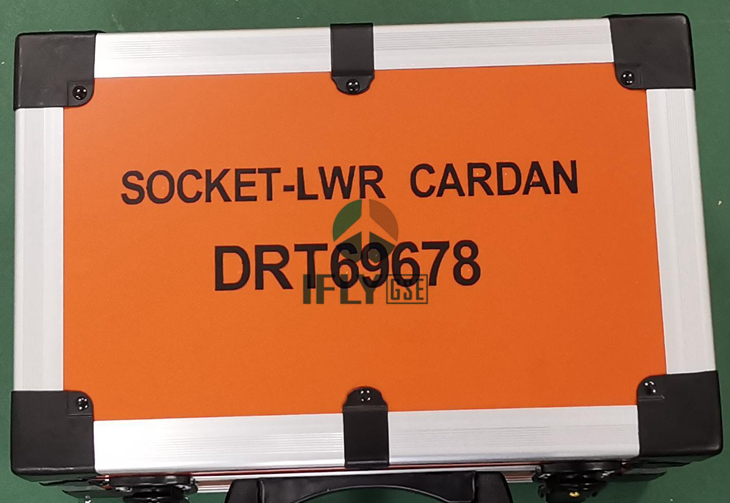 SOCKET-LWR CARDAN
DRT69678
IFLY GSE